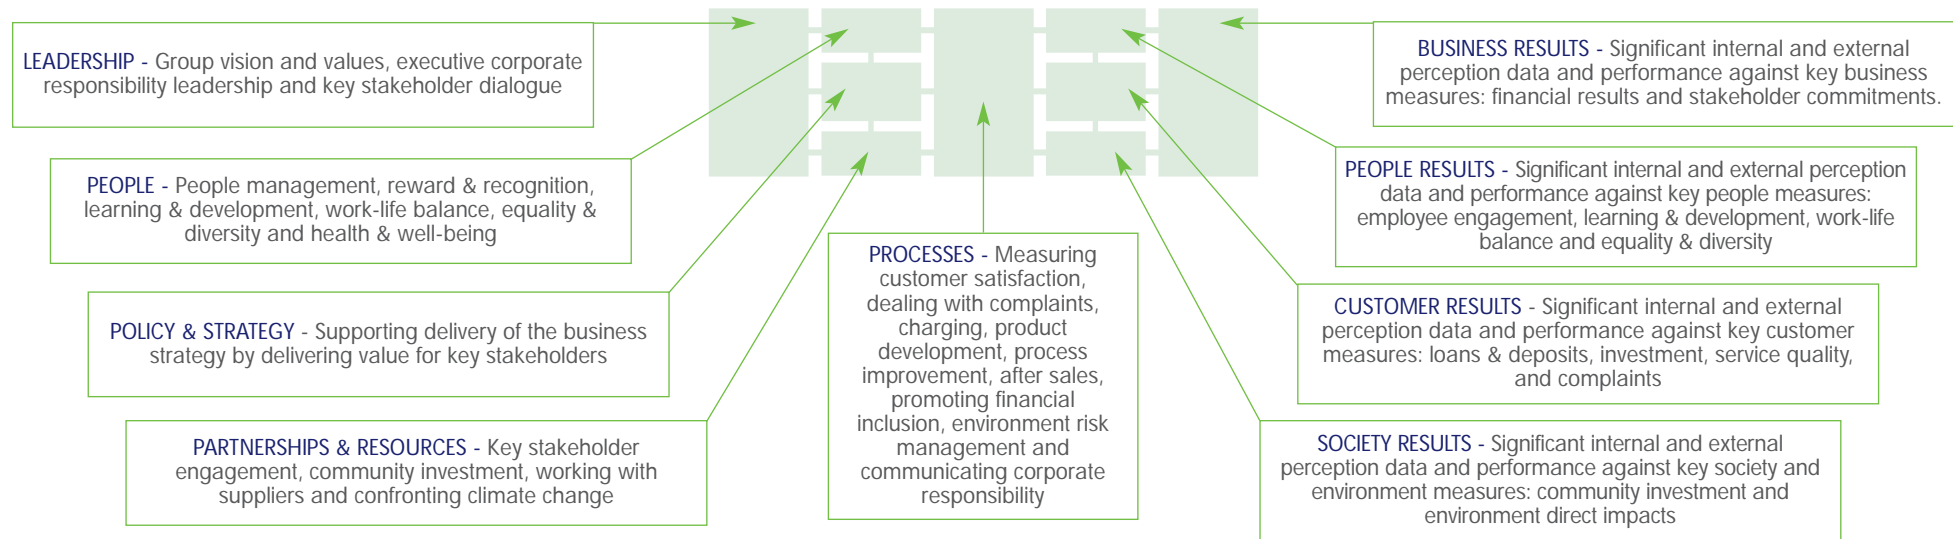 LEADERSHIP - Group vision and values, executive corporate
responsibility leadership and key stakeholder dialogue
PEOPLE - People management, reward & recognition,
learning & development, work-life balance, equality &
diversity and health & well-being
POLICY & STRATEGY - Supporting delivery of the business
strategy by delivering value for key stakeholders
PARTNERSHIPS & RESOURCES - Key stakeholder
engagement, community investment, working with
suppliers and confronting climate change
PROCESSES - Measuring
customer satisfaction,
dealing with complaints,
charging, product
development, process
improvement, after sales,
promoting financial
inclusion, environment risk
management and
communicating corporate
responsibility
BUSINESS RESULTS - Significant internal and external
perception data and performance against key business
measures: financial results and stakeholder commitments.
PEOPLE RESULTS - Significant internal and external perception
data and performance against key people measures:
employee engagement, learning & development, work-life
balance and equality & diversity
CUSTOMER RESULTS - Significant internal and external
perception data and performance against key customer
measures: loans & deposits, investment, service quality,
and complaints
SOCIETY RESULTS - Significant internal and external
perception data and performance against key society and
environment measures: community investment and
environment direct impacts